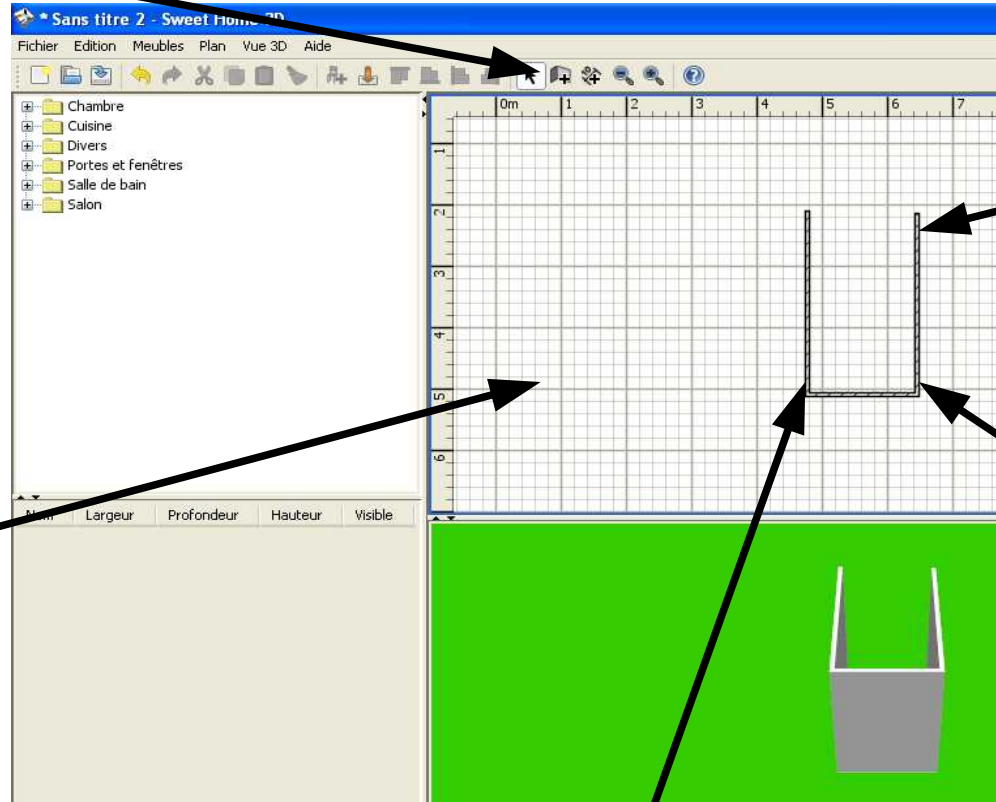 * Sans titre 2 - Sweet Home 3D
Fichier Edition Meubles Plan Vue 3D Aide
0m 1 2 3 4 5 6 7
Chambre
Cuisine
Divers
Portes et fenêtres
Salle de bain
Salon
1
2
3
4
5
6
Nom Largeur Profondeur Hauteur Visible